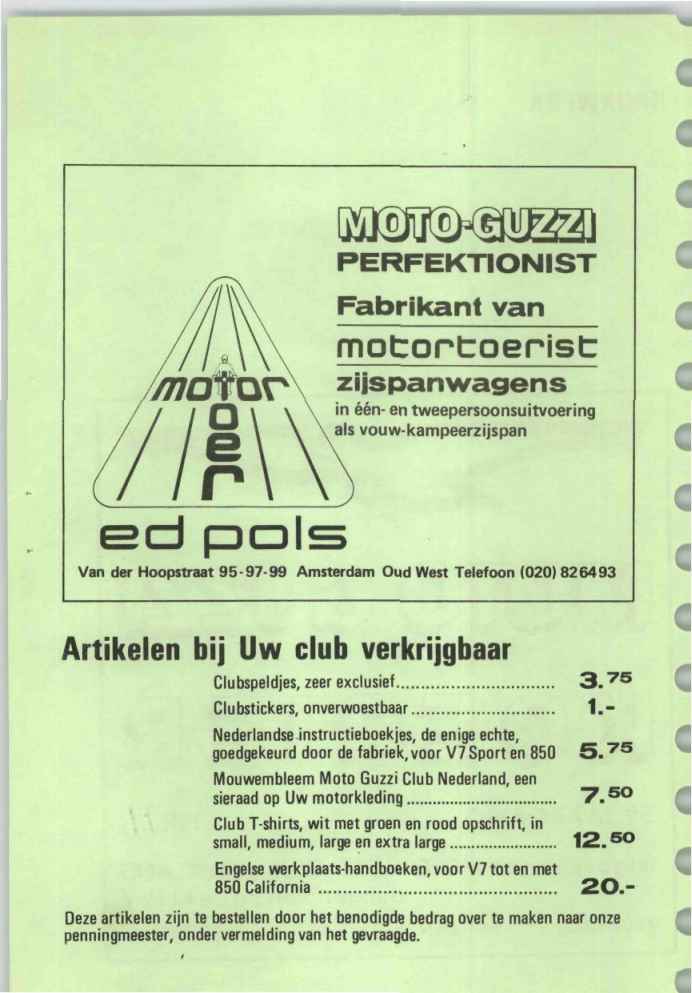 MOTO-GUZZI
PERFEKTIONIST
Fabrikant van
motortoerist
zijspanwagens
in één- en tweepersoonsuitvoering
als vouw-kampeerzijspan
motor
toer
ed pols
Van der Hoopstraat 95-97-99 Amsterdam Oud West Telefoon (020) 826493
Artikelen bij Uw club verkrijgbaar
Clubspeldjes, zeer exclusief................................ 3.75
Clubstickers, onverwoestbaar ............................. 1.-
Nederlandse instructieboekjes, de enige echte,
goedgekeurd door de fabriek, voor V7 Sport en 850 5.75
Mouwembleem Moto Guzzi Club Nederland, een
sieraad op Uw motorkleding .................................... 7.50
Club T-shirts, wit met groen en rood opschrift, in
small, medium, large en extra large .......................... 12.50
Engelse werkplaats-handboeken, voor V7 tot en met
850 California ................................................ 20.-
Deze artikelen zijn te bestellen door het benodigde bedrag over te maken naar onze
penningmeester, onder vermelding van het gevraagde.